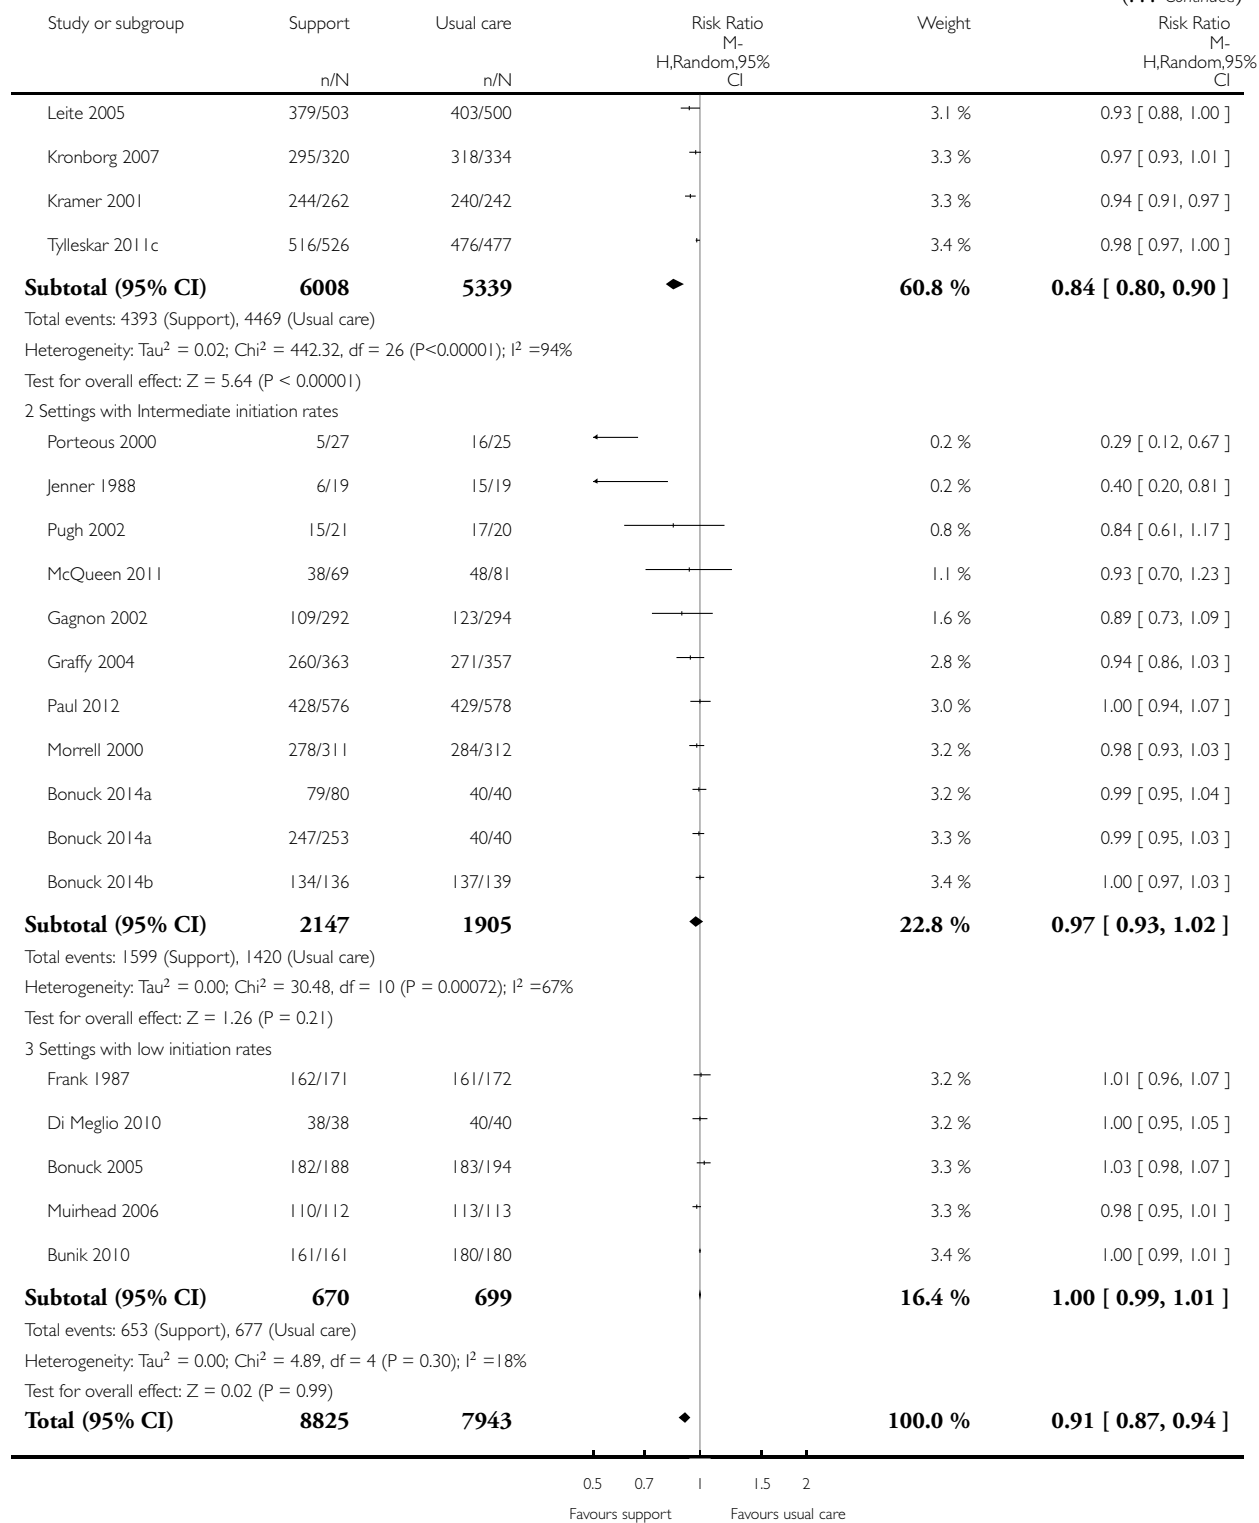 Continued)
Study or subgroup Support Usual care Risk Ratio Weight Risk Ratio
M- M-
H,Random,95% H,Random,95%
n/N n/N CI CI
Leite 2005 379/503 403/500 3.1 % 0.93 [ 0.88, 1.00 ]
Kronborg 2007 295/320 318/334 3.3 % 0.97 [ 0.93, 1.01 ]
Kramer 2001 244/262 240/242 3.3 % 0.94 [ 0.91, 0.97 ]
Tylleskar 2011c 516/526 476/477 3.4 % 0.98 [ 0.97, 1.00 ]
Subtotal (95% CI) 6008 5339 60.8 % 0.84 [ 0.80, 0.90 ]
Total events: 4393 (Support), 4469 (Usual care)
Heterogeneity: Tau² = 0.02; Chi² = 442.32, df = 26 (P<0.00001); I² =94%
Test for overall effect: Z = 5.64 (P < 0.00001)
2 Settings with Intermediate initiation rates
Porteous 2000 5/27 16/25 0.2 % 0.29 [ 0.12, 0.67 ]
Jenner 1988 6/19 15/19 0.2 % 0.40 [ 0.20, 0.81 ]
Pugh 2002 15/21 17/20 0.8 % 0.84 [ 0.61, 1.17 ]
McQueen 2011 38/69 48/81 1.1 % 0.93 [ 0.70, 1.23 ]
Gagnon 2002 109/292 123/294 1.6 % 0.89 [ 0.73, 1.09 ]
Graffy 2004 260/363 271/357 2.8 % 0.94 [ 0.86, 1.03 ]
Paul 2012 428/576 429/578 3.0 % 1.00 [ 0.94, 1.07 ]
Morrell 2000 278/311 284/312 3.2 % 0.98 [ 0.93, 1.03 ]
Bonuck 2014a 79/80 40/40 3.2 % 0.99 [ 0.95, 1.04 ]
Bonuck 2014a 247/253 40/40 3.3 % 0.99 [ 0.95, 1.03 ]
Bonuck 2014b 134/136 137/139 3.4 % 1.00 [ 0.97, 1.03 ]
Subtotal (95% CI) 2147 1905 22.8 % 0.97 [ 0.93, 1.02 ]
Total events: 1599 (Support), 1420 (Usual care)
Heterogeneity: Tau² = 0.00; Chi² = 30.48, df = 10 (P = 0.00072); I² =67%
Test for overall effect: Z = 1.26 (P = 0.21)
3 Settings with low initiation rates
Frank 1987 162/171 161/172 3.2 % 1.01 [ 0.96, 1.07 ]
Di Meglio 2010 38/38 40/40 3.2 % 1.00 [ 0.95, 1.05 ]
Bonuck 2005 182/188 183/194 3.3 % 1.03 [ 0.98, 1.07 ]
Muirhead 2006 110/112 113/113 3.3 % 0.98 [ 0.95, 1.01 ]
Bunik 2010 161/161 180/180 3.4 % 1.00 [ 0.99, 1.01 ]
Subtotal (95% CI) 670 699 16.4 % 1.00 [ 0.99, 1.01 ]
Total events: 653 (Support), 677 (Usual care)
Heterogeneity: Tau² = 0.00; Chi² = 4.89, df = 4 (P = 0.30); I² =18%
Test for overall effect: Z = 0.02 (P = 0.99)
Total (95% CI) 8825 7943 100.0 % 0.91 [ 0.87, 0.94 ]
0.5 0.7 1 1.5 2
Favours support Favours usual care